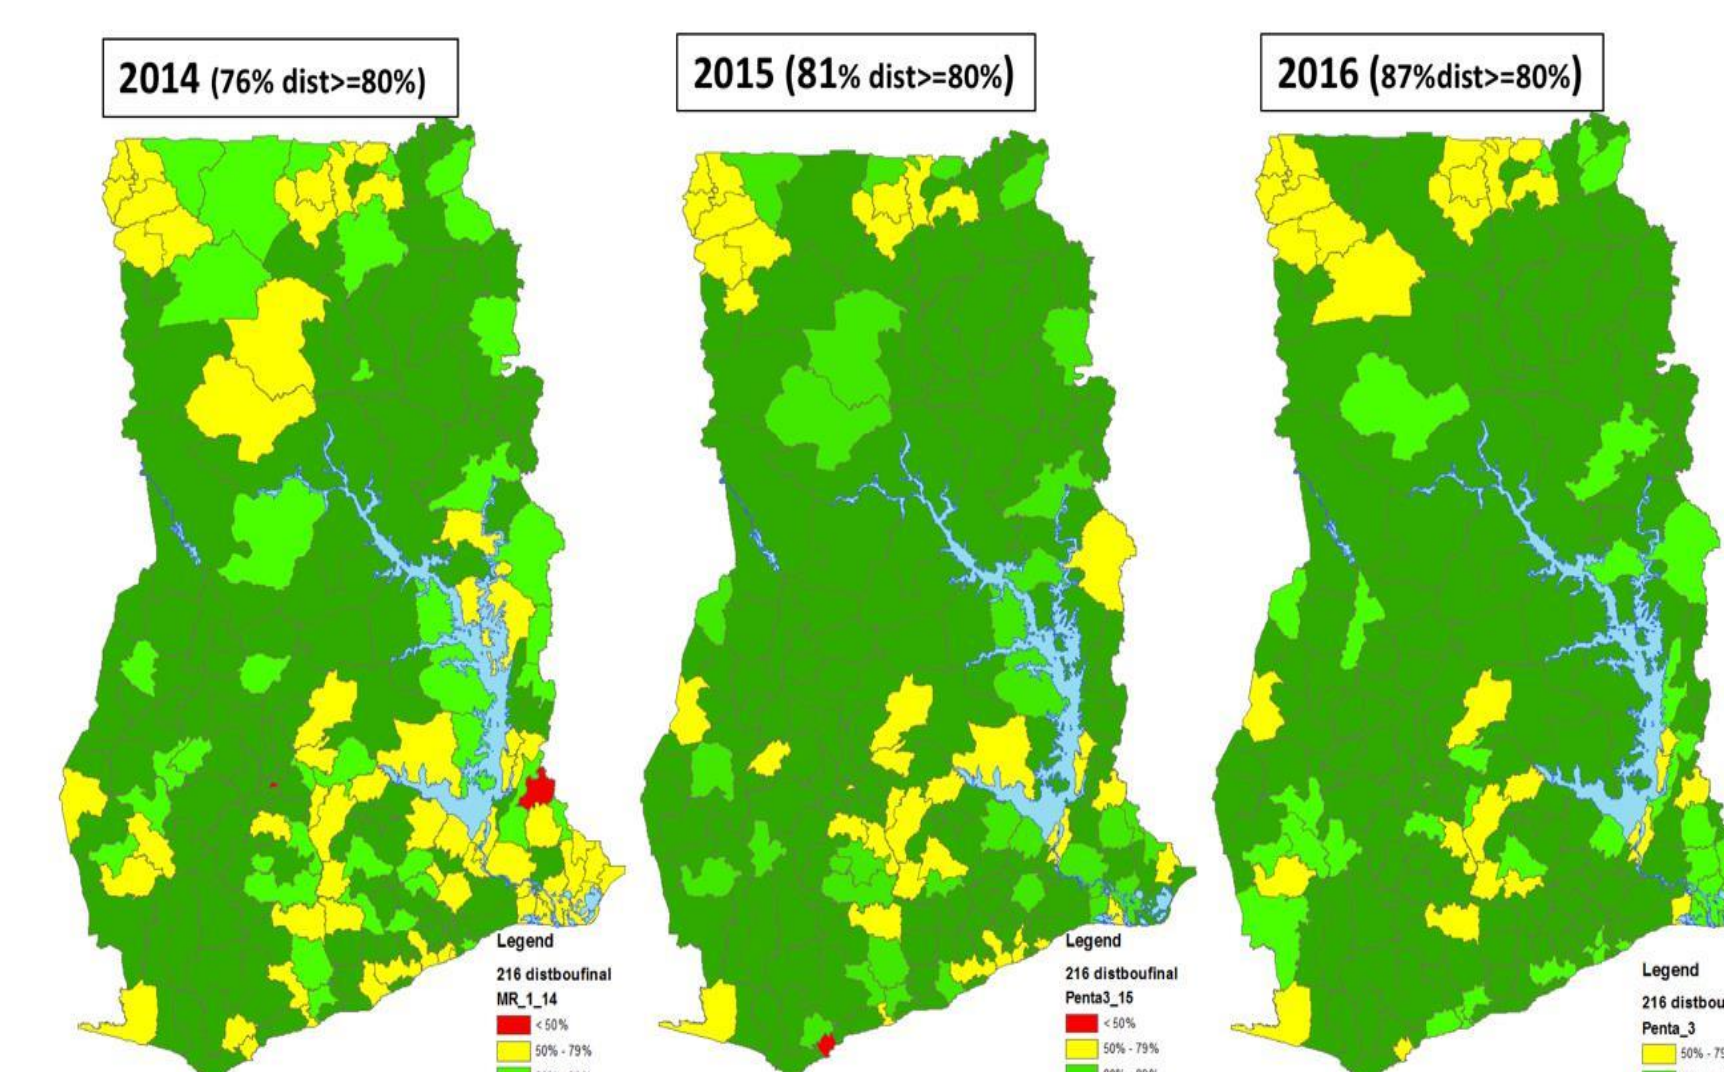 2014 (76% dist>=80%)
2015 (81% dist>=80%)
2016 (87%dist>=80%)
Legend
216 distboufinal
MR_1_14
< 50%
50% - 79%
Legend
216 distboufinal
Penta3_15
< 50%
50% - 79%
Legend
216
Penta_3